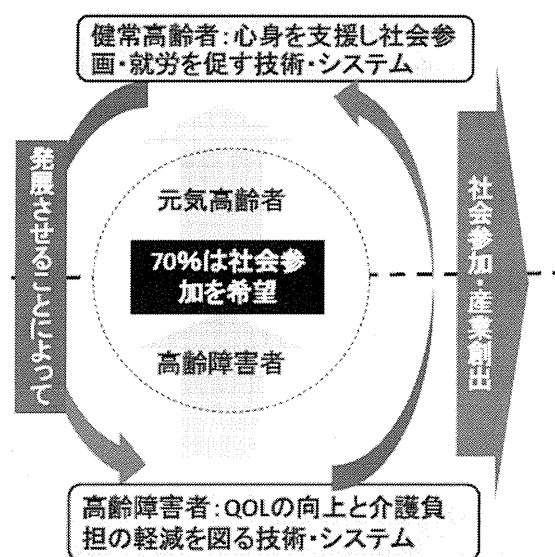 健常高齢者:心身を支援し社会参
画・就労を促す技術・システム
発展させることによって
元気高齢者
70%は社会参
加を希望
高齢障害者
社会参加・産業創出
高齢障害者:QOLの向上と介護負
担の軽減を図る技術・システム